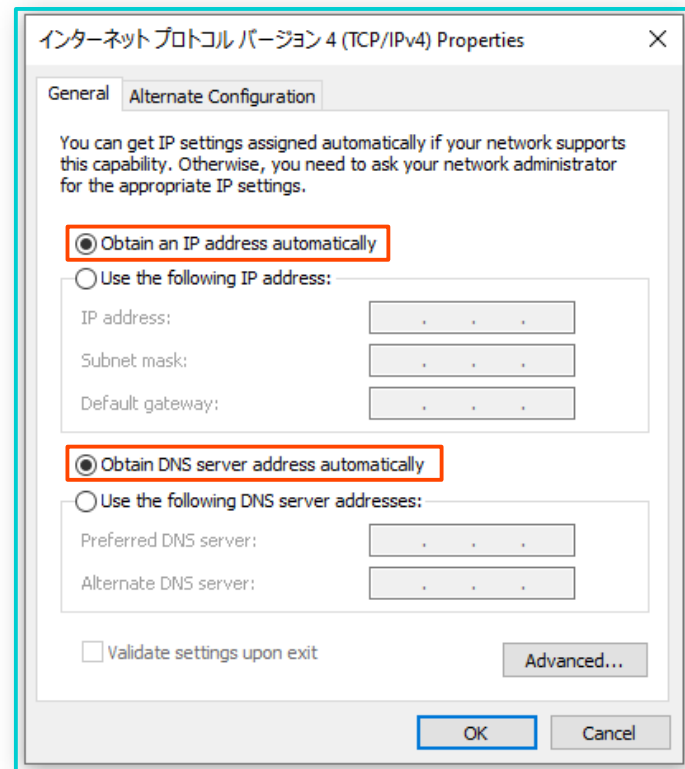 インターネット プロトコル バージョン 4 (TCP/IPv4) Properties
General
Alternate Configuration
You can get IP settings assigned automatically if your network supports
this capability. Otherwise, you need to ask your network administrator
for the appropriate IP settings.
Obtain an IP address automatically
Use the following IP address:
IP address:
Subnet mask:
Default gateway:
Obtain DNS server address automatically
Use the following DNS server addresses:
Preferred DNS server:
Alternate DNS server:
Validate settings upon exit
Advanced...
OK
Cancel